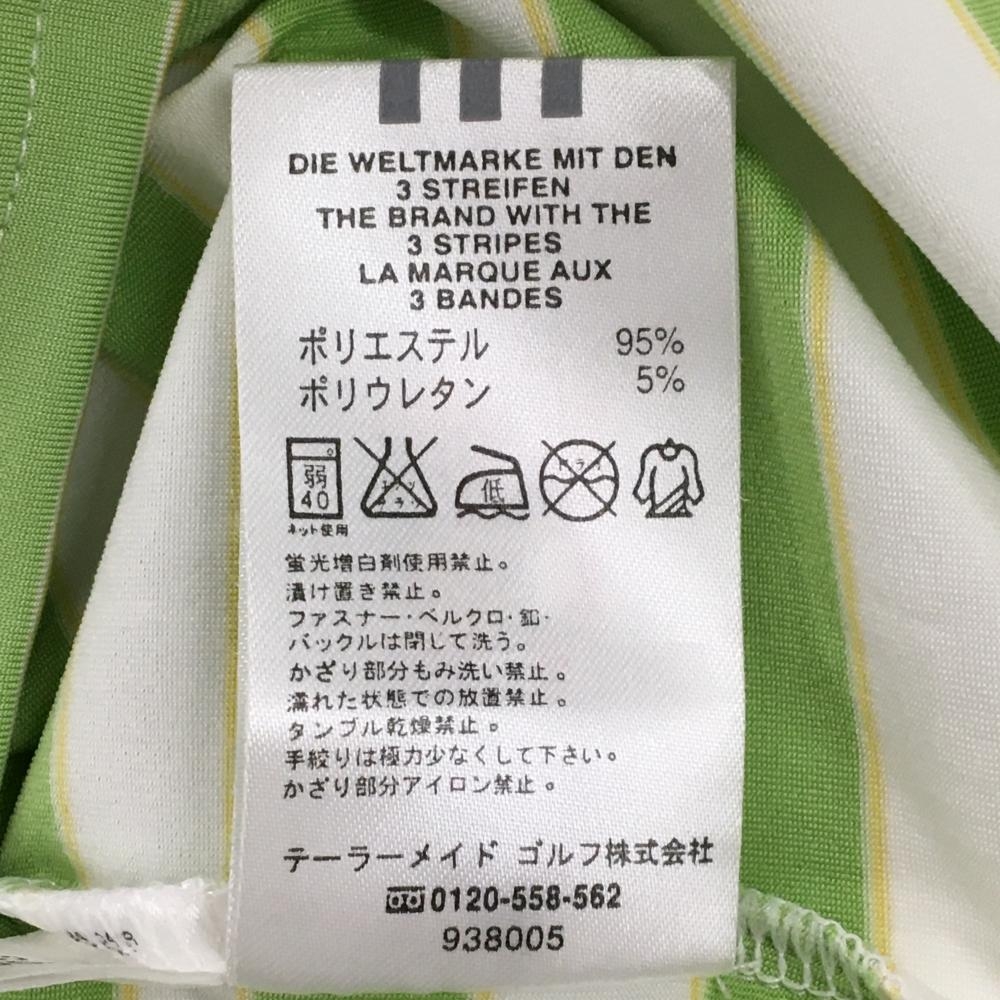 DIE WELTMARKE MIT DEN
3 STREIFEN
THE BRAND WITH THE
3 STRIPES
LA MARQUE AUX
3 BANDES
ポリエステル 95%
ポリウレタン 5%
弱
40
低
ネット使用
蛍光増白剤使用禁止。
漬け置き禁止。
ファスナー・ベルクロ・釦・
バックルは閉じて洗う。
かざり部分もみ洗い禁止。
濡れた状態での放置禁止。
タンブル乾燥禁止。
手絞りは極力少なくして下さい。
かざり部分アイロン禁止。
テーラーメイド ゴルフ株式会社
0120-558-562
938005